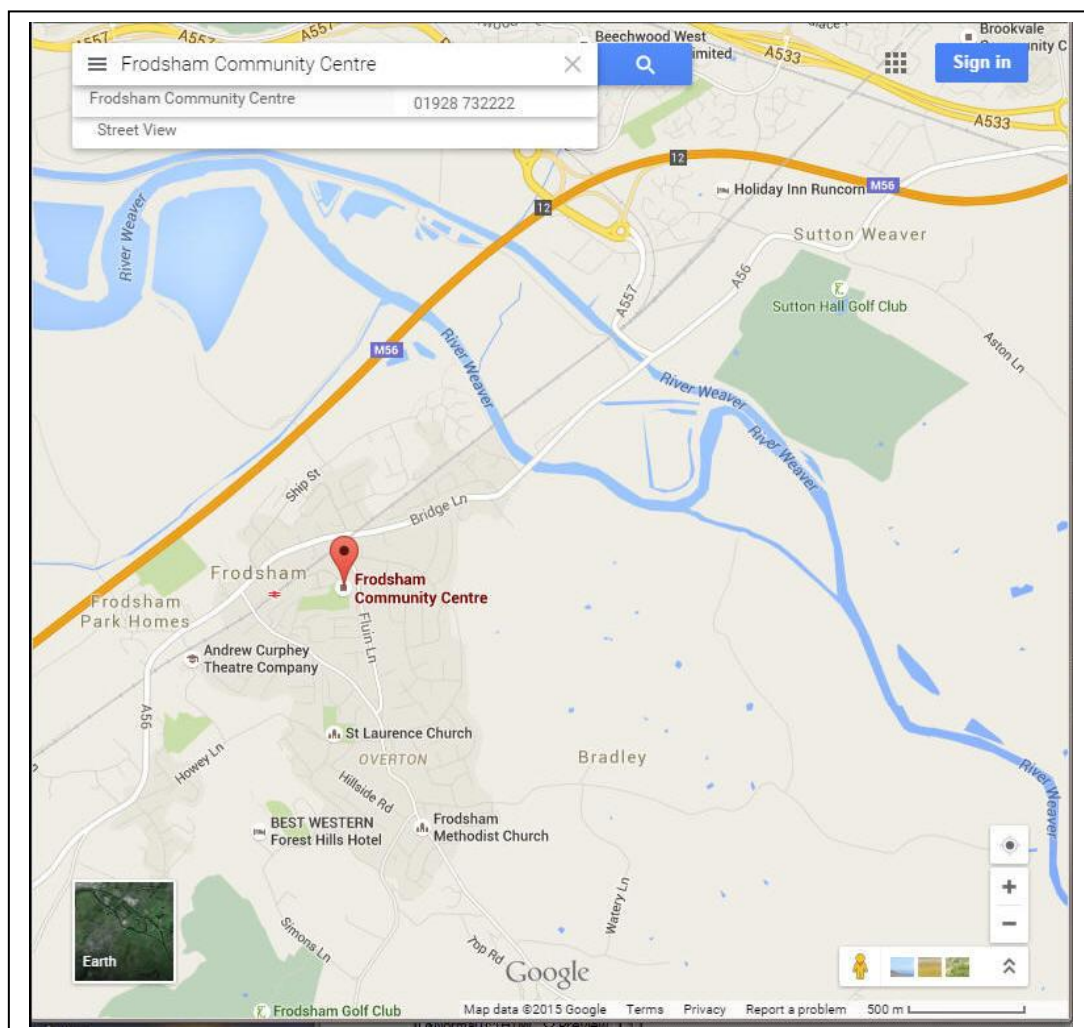 A557
A557
Beechwood West
imited
A533
Brookvale
Community C
Frodsham Community Centre
Sign in
Frodsham Community Centre 01928 732222
Street View
A533
12
12
M56
Holiday Inn Runcorn
Sutton Weaver
River Weaver
A56
A557
Sutton Hall Golf Club
Aston Ln
M56
River Weaver
River Weaver
River Weaver
Ship St
Bridge Ln
Frodsham
Frodsham
Community Centre
Frodsham
Park Homes
Fluin Ln
Andrew Curphey
Theatre Company
A56
St Laurence Church
OVERTON
Bradley
Howey Ln
Hillside Rd
River Weaver
BEST WESTERN
Forest Hills Hotel
Frodsham
Methodist Church
Watery Ln
Simons Ln
Top Rd
Earth
Google
Frodsham Golf Club
Map data ©2015 Google Terms Privacy Report a problem 500 m